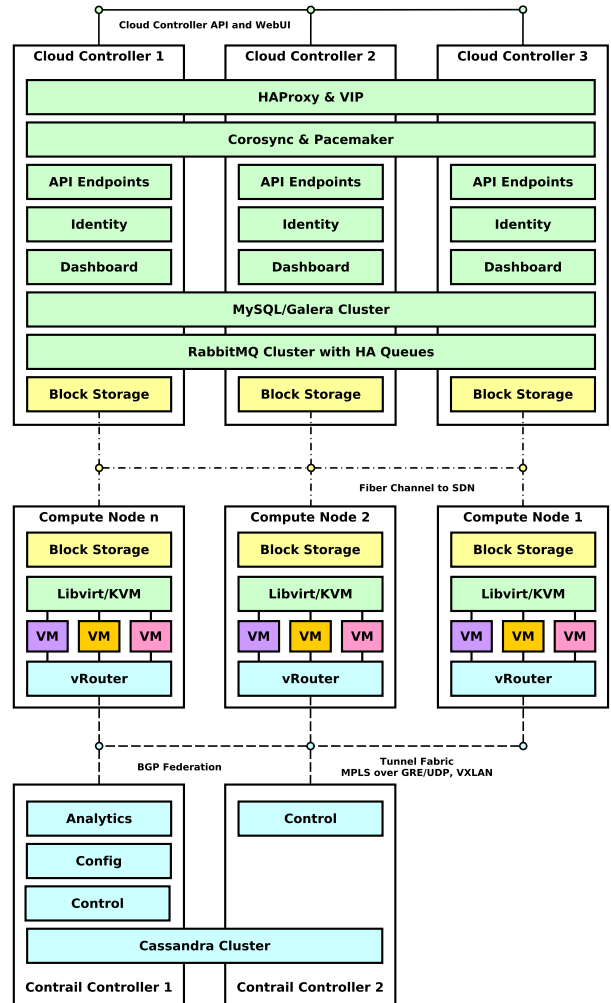 Cloud Controller API and WebUI
Cloud Controller 1
Cloud Controller 2
Cloud Controller 3
HAProxy & VIP
Corosync & Pacemaker
API Endpoints
API Endpoints
API Endpoints
Identity
Identity
Identity
Dashboard
Dashboard
Dashboard
MySQL/Galera Cluster
RabbitMQ Cluster with HA Queues
Block Storage
Block Storage
Block Storage
Fiber Channel to SDN
Compute Node n
Compute Node 2
Compute Node 1
Block Storage
Block Storage
Block Storage
Libvirt/KVM
Libvirt/KVM
Libvirt/KVM
VM
VM
VM
VM
VM
VM
VM
VM
VM
vRouter
vRouter
vRouter
BGP Federation
Tunnel Fabric
MPLS over GRE/UDP, VXLAN
Analytics
Control
Config
Control
Cassandra Cluster
Contrail Controller 1
Contrail Controller 2